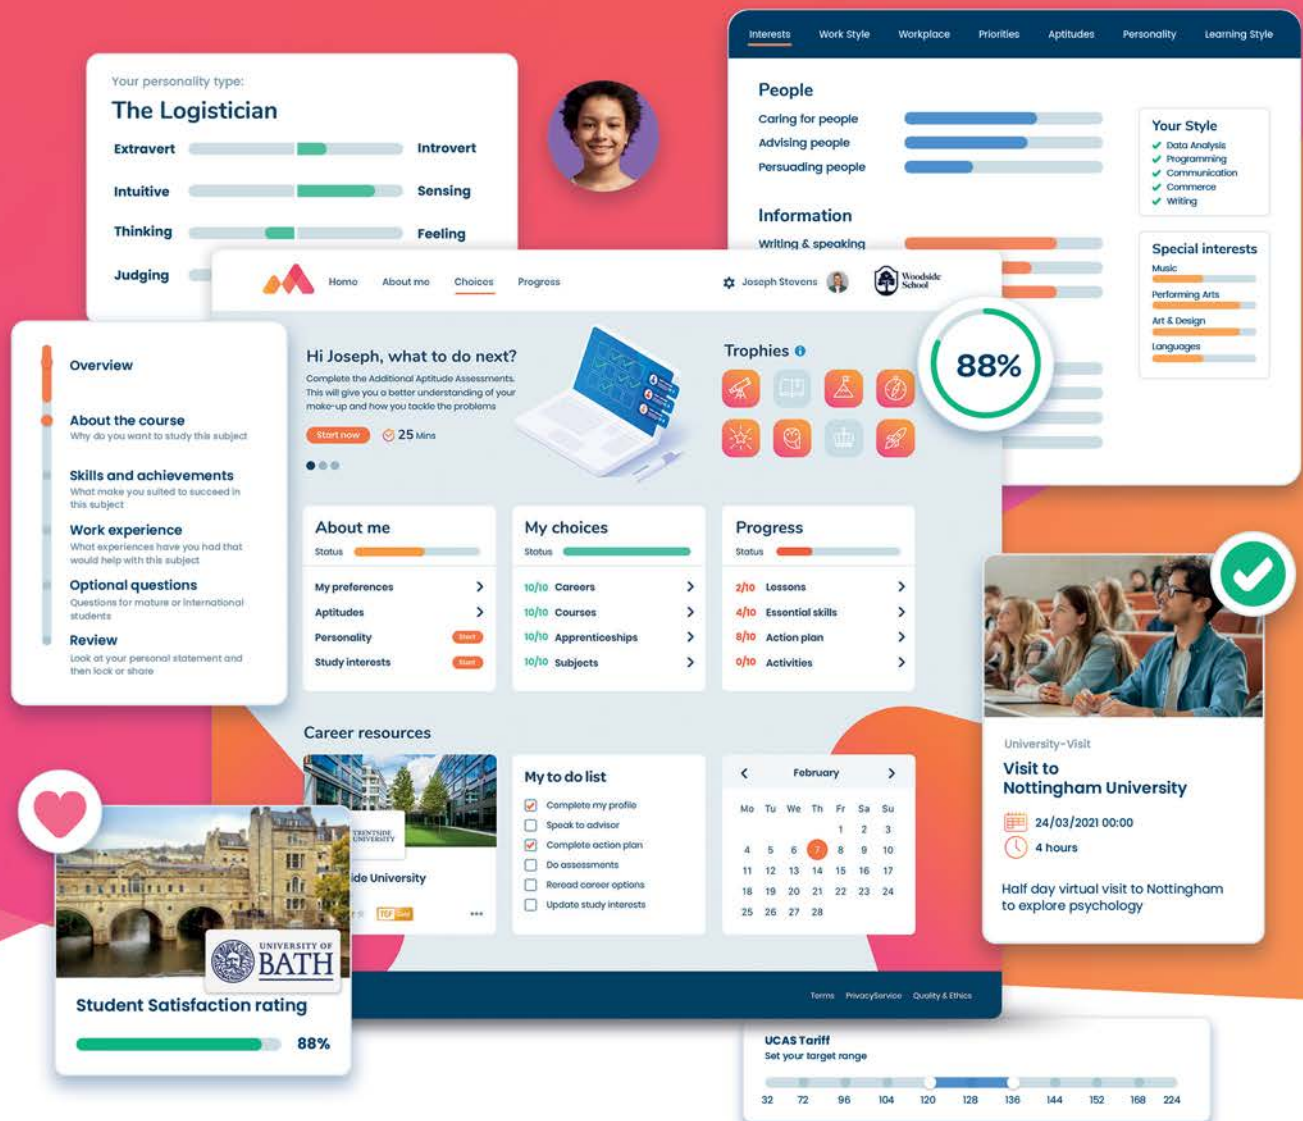 Your personality type:
The Logistician
Extravert
Introvert
Intuitive
Sensing
Thinking
Feeling
Judging
Interests
Work Style
Workplace
Priorities
Aptitudes
Personality
Learning Style
People
Caring for people
Advising people
Persuading people
Information
Writing & speaking
Your Style
Data Analysis
Programming
Communication
Commerce
Writing
Special interests
Music
Performing Arts
Art & Design
Languages
88%
Home
About me
Choices
Progress
Joseph Stevens
Woodside
School
Overview
About the course
Why do you want to study this subject
Skills and achievements
What make you suited to succeed in
this subject
Work experience
What experiences have you had that
would help with this subject
Optional questions
Questions for mature or international
students
Review
Look at your personal statement and
then lock or share
Hi Joseph, what to do next?
Complete the Additional Aptitude Assessments.
This will give you a better understanding of your
make-up and how you tackle the problems
Start now
25 Mins
Trophies
About me
Status
My preferences
Aptitudes
Personality
Start
Study interests
Start
My choices
Status
10/10 Careers
10/10 Courses
10/10 Apprenticeships
10/10 Subjects
Progress
Status
2/10 Lessons
4/10 Essential skills
8/10 Action plan
0/10 Activities
Career resources
TRENTSIDE
UNIVERSITY
ide University
TEF Gold
My to do list
Complete my profile
Speak to advisor
Complete action plan
Do assessments
Reread career options
Update study interests
February
Mo Tu We Th Fr Sa Su
1 2 3
4 5 6 7 8 9 10
11 12 13 14 15 16 17
18 19 20 21 22 23 24
25 26 27 28
Terms PrivacyService Quality & Ethics
University-Visit
Visit to
Nottingham University
24/03/2021 00:00
4 hours
Half day virtual visit to Nottingham
to explore psychology
UNIVERSITY OF
BATH
Student Satisfaction rating
88%
UCAS Tariff
Set your target range
32 72 96 104 120 128 136 144 152 168 224